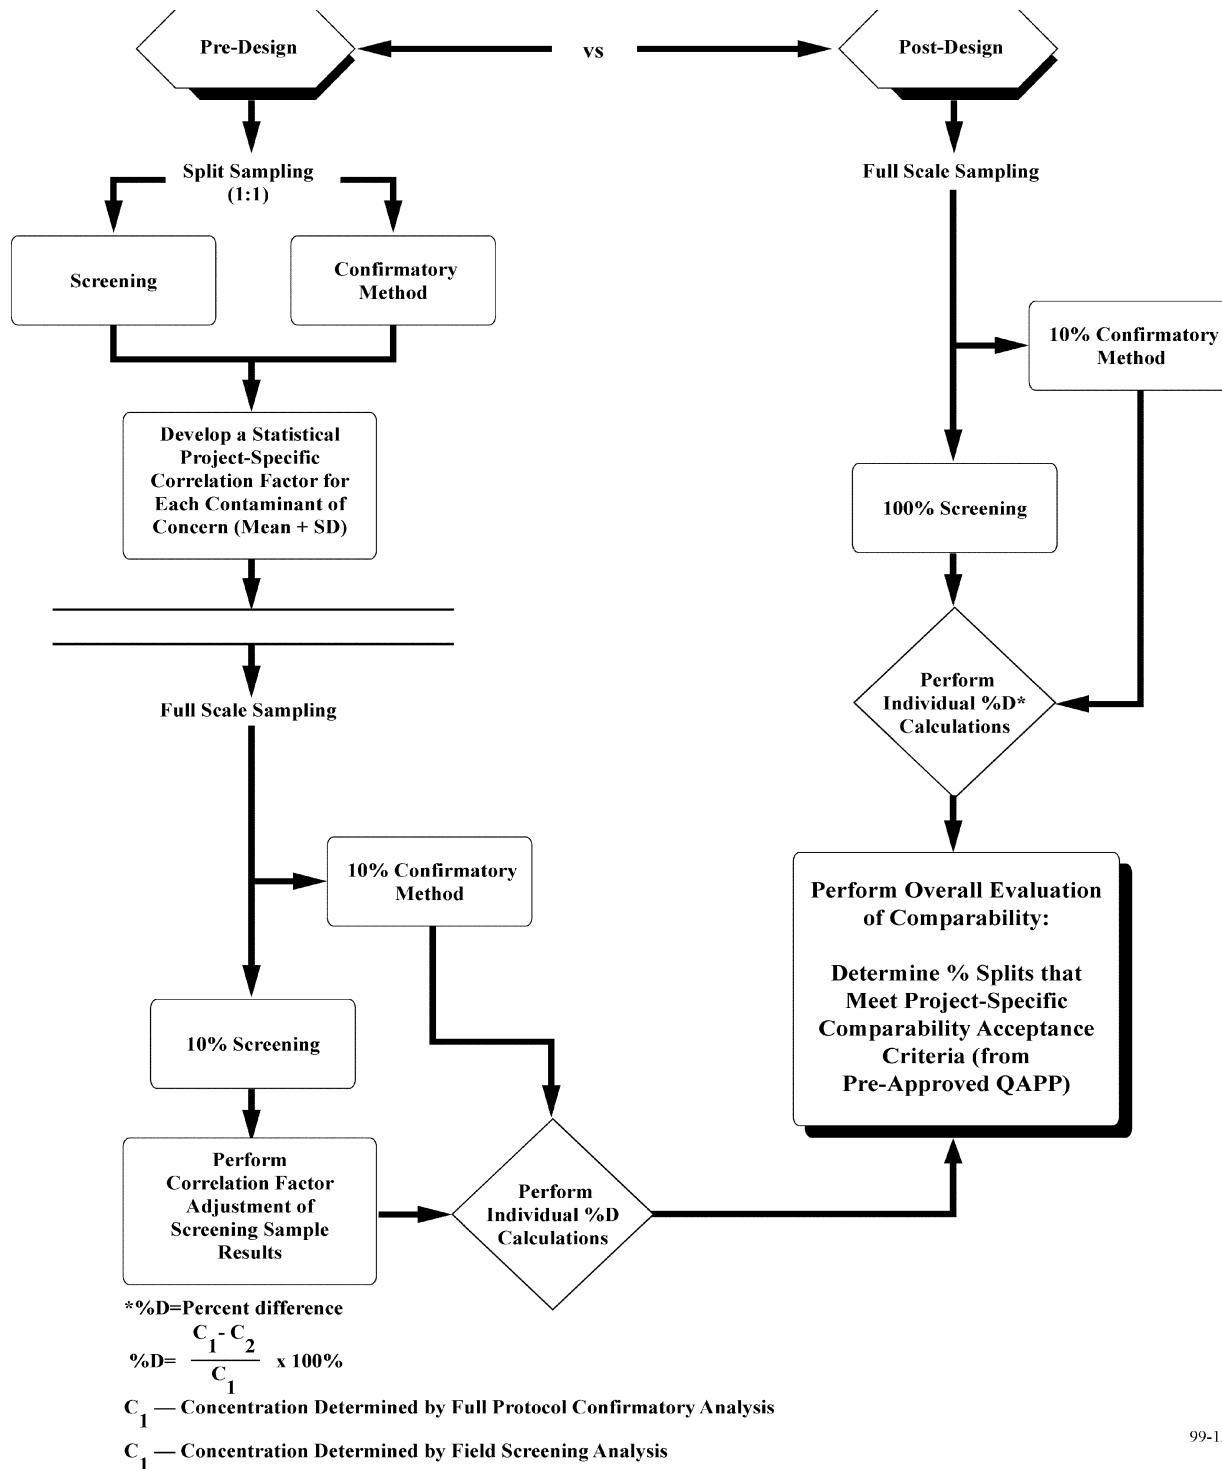 Pre-Design
vs
Post-Design
Split Sampling
(1:1)
Full Scale Sampling
Screening
Confirmatory
Method
10% Confirmatory
Method
Develop a Statistical
Project-Specific
Correlation Factor for
Each Contaminant of
Concern (Mean + SD)
100% Screening
Perform
Individual %D*
Calculations
Full Scale Sampling
10% Confirmatory
Method
10% Screening
Perform
Correlation Factor
Adjustment of
Screening Sample
Results
Perform
Individual %D
Calculations
Perform Overall Evaluation
of Comparability:
Determine % Splits that
Meet Project-Specific
Comparability Acceptance
Criteria (from
Pre-Approved QAPP)
*%D=Percent difference
%D= C1- C2 / C1 x 100%
C1 — Concentration Determined by Full Protocol Confirmatory Analysis
C1 — Concentration Determined by Field Screening Analysis